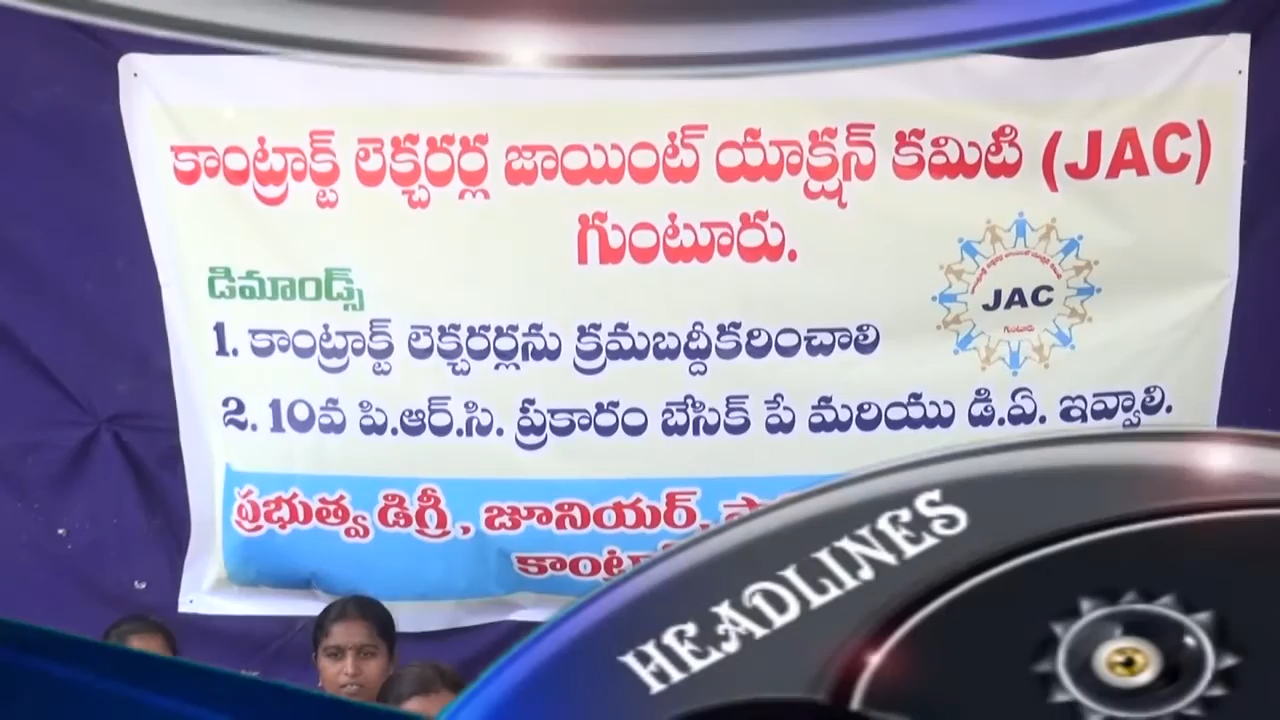 కాంట్రాక్ట్ లెక్చరర్ల జాయింట్ యాక్షన్ కమిటి (JAC)
గుంటూరు.
JAC
గుంటూరు
డిమాండ్స్
1. కాంట్రాక్ట్ లెక్చరర్లను క్రమబద్దీకరించాలి
2. 10వ పి.ఆర్.సి. ప్రకారం బేసిక్ పే మరియు డి.ఏ. ఇవ్వాలి.
ప్రభుత్వ డిగ్రీ, జూనియర్,
HEADLINES